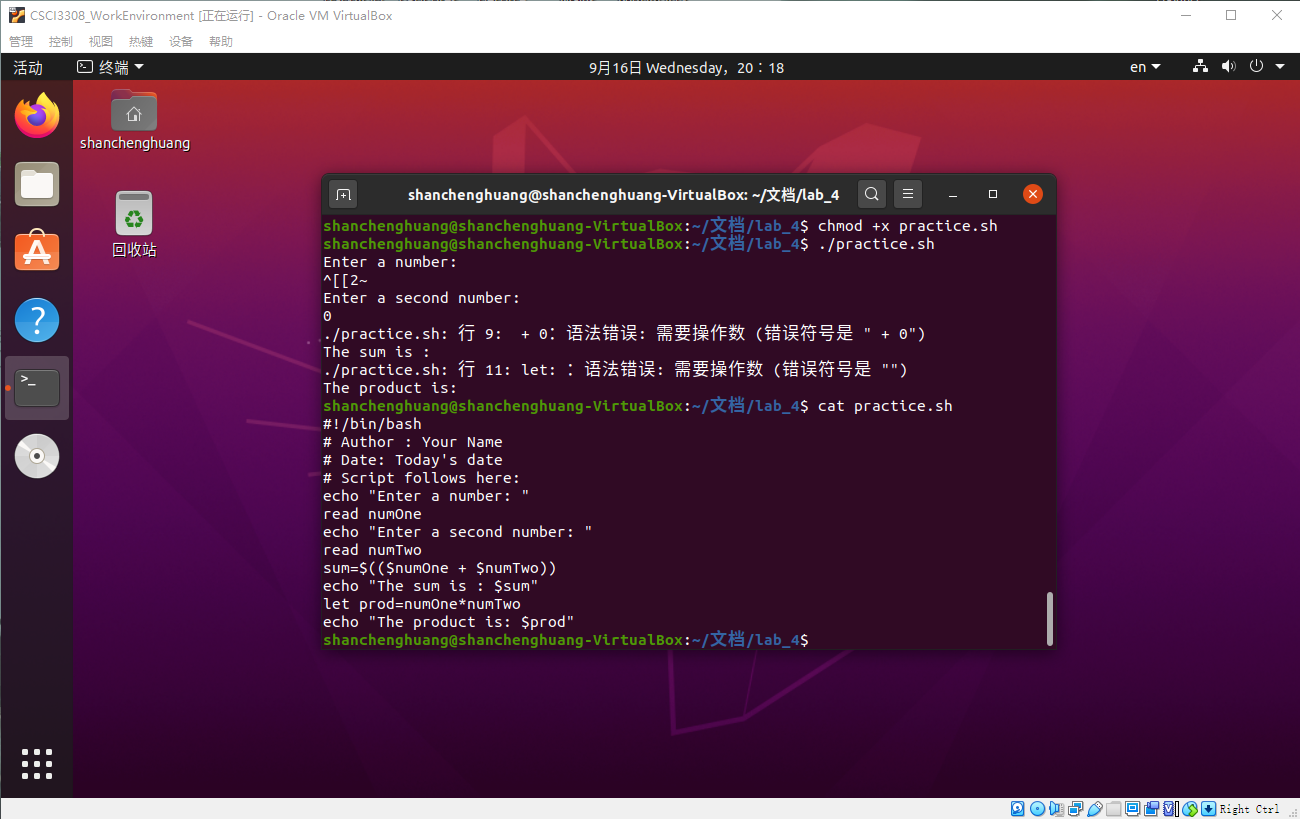 CSCI3308_WorkEnvironment [正在运行] - Oracle VM VirtualBox
管理 控制 视图 热键 设备 帮助
活动 终端 9月16日 Wednesday，20：18 en
shanchenghuang
回收站
shanchenghuang@shanchenghuang-VirtualBox: ~/文档/lab_4
shanchenghuang@shanchenghuang-VirtualBox:~/文档/lab_4$ chmod +x practice.sh
shanchenghuang@shanchenghuang-VirtualBox:~/文档/lab_4$ ./practice.sh
Enter a number:
^[[2~
Enter a second number:
0
./practice.sh: 行 9:  + 0：语法错误: 需要操作数 (错误符号是 " + 0")
The sum is :
./practice.sh: 行 11: let: ：语法错误: 需要操作数 (错误符号是 "")
The product is:
shanchenghuang@shanchenghuang-VirtualBox:~/文档/lab_4$ cat practice.sh
#!/bin/bash
# Author : Your Name
# Date: Today's date
# Script follows here:
echo "Enter a number: "
read numOne
echo "Enter a second number: "
read numTwo
sum=$(($numOne + $numTwo))
echo "The sum is : $sum"
let prod=numOne*numTwo
echo "The product is: $prod"
shanchenghuang@shanchenghuang-VirtualBox:~/文档/lab_4$
Right Ctrl